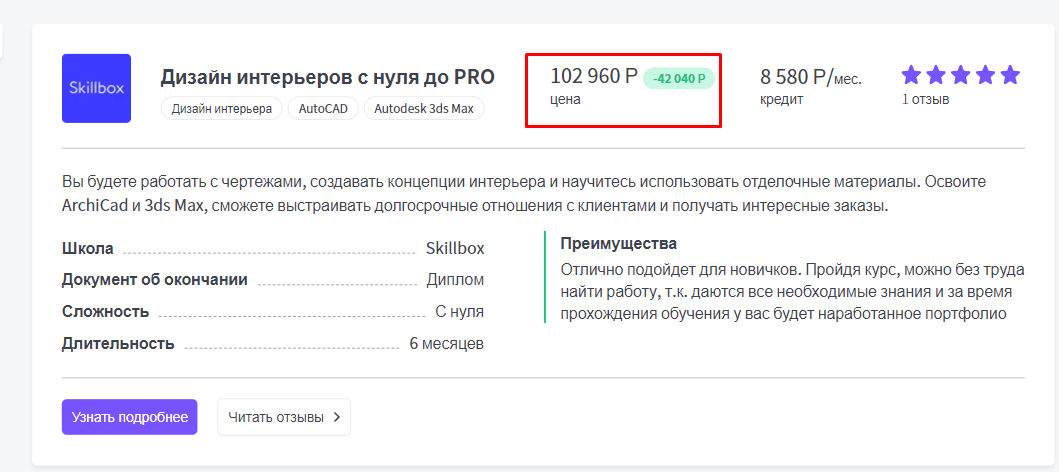 Skillbox
Дизайн интерьеров с нуля до PRO
Дизайн интерьера AutoCAD Autodesk 3ds Max
102 960 Р -42 040 Р
цена
8 580 Р/мес.
кредит
1 отзыв
Вы будете работать с чертежами, создавать концепции интерьера и научитесь использовать отделочные материалы. Освоите
ArchiCad и 3ds Max, сможете выстраивать долгосрочные отношения с клиентами и получать интересные заказы.
Школа Skillbox
Документ об окончании Диплом
Сложность С нуля
Длительность 6 месяцев
Преимущества
Отлично подойдет для новичков. Пройдя курс, можно без труда
найти работу, т.к. даются все необходимые знания и за время
прохождения обучения у вас будет наработанное портфолио
Узнать подробнее
Читать отзывы